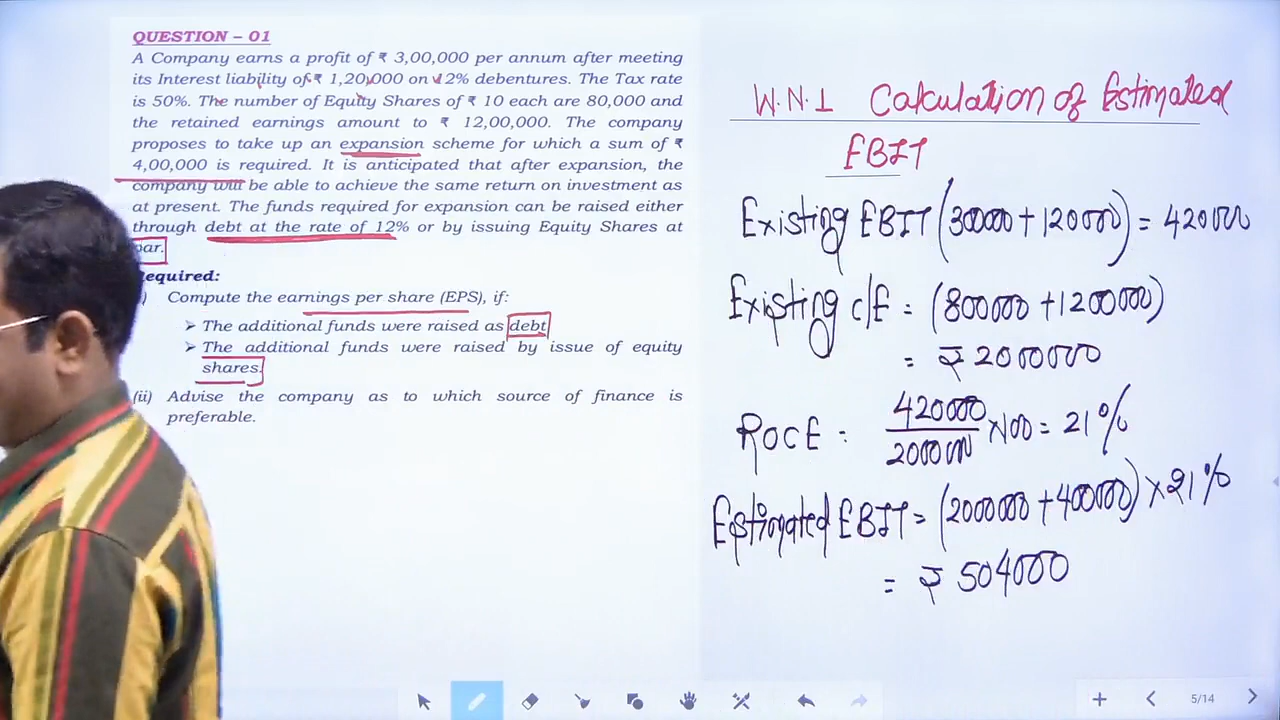 QUESTION – 01
A Company earns a profit of ₹ 3,00,000 per annum after meeting
its Interest liability of ₹ 1,20,000 on 12% debentures. The Tax rate
is 50%. The number of Equity Shares of ₹ 10 each are 80,000 and
the retained earnings amount to ₹ 12,00,000. The company
proposes to take up an expansion scheme for which a sum of ₹
4,00,000 is required. It is anticipated that after expansion, the
company will be able to achieve the same return on investment as
at present. The funds required for expansion can be raised either
through debt at the rate of 12% or by issuing Equity Shares at
par.
Required:
Compute the earnings per share (EPS), if:
➢ The additional funds were raised as debt
➢ The additional funds were raised by issue of equity
shares.
(ii) Advise the company as to which source of finance is
preferable.
W.N.1 Calculation of Estimated
EBIT
Existing EBIT (300000 + 120000) = 420000
Existing C/E = (800000 + 1200000)
= ₹ 2000000
ROCE = 420000/2000000 × 100 = 21%
Estimated EBIT = (2000000 + 400000) × 21%
= ₹ 504000
5/14